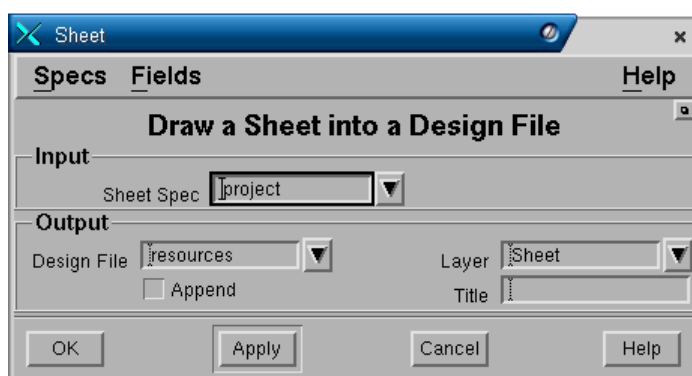 Sheet
Specs Fields Help
Draw a Sheet into a Design File
Input
Sheet Spec project
Output
Design File resources Layer Sheet
Append Title
OK Apply Cancel Help